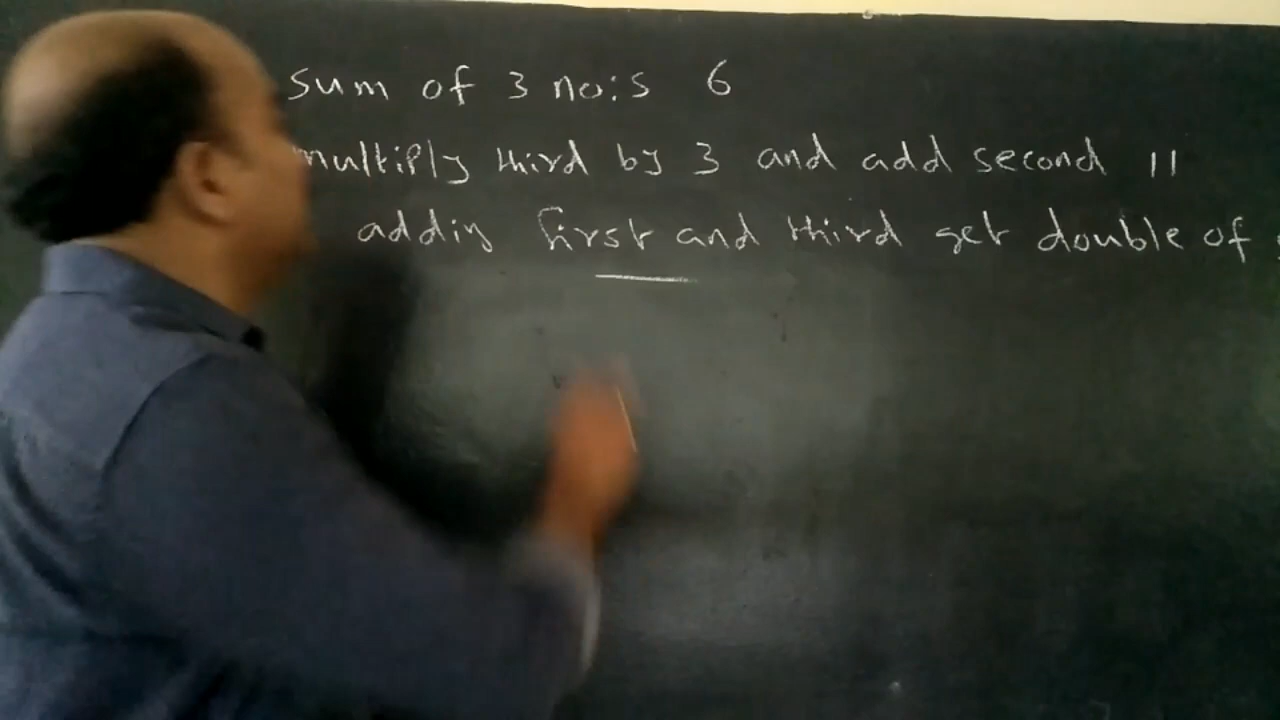 sum of 3 no:s 6
multiply third by 3 and add second 11
addin first and third get double of